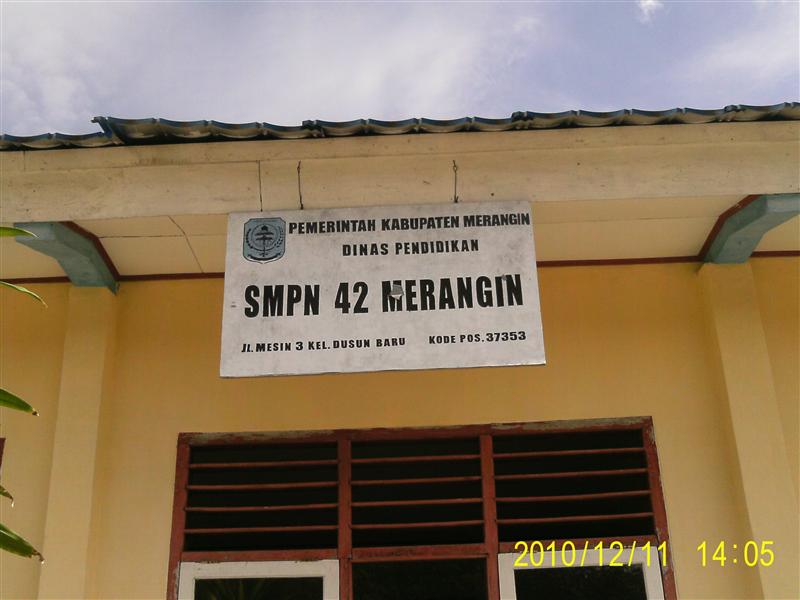 PEMERINTAH KABUPATEN MERANGIN
DINAS PENDIDIKAN
SMPN 42 MERANGIN
JL. MESIN 3 KEL. DUSUN BARU KODE POS. 37353
2010/12/11 14:05